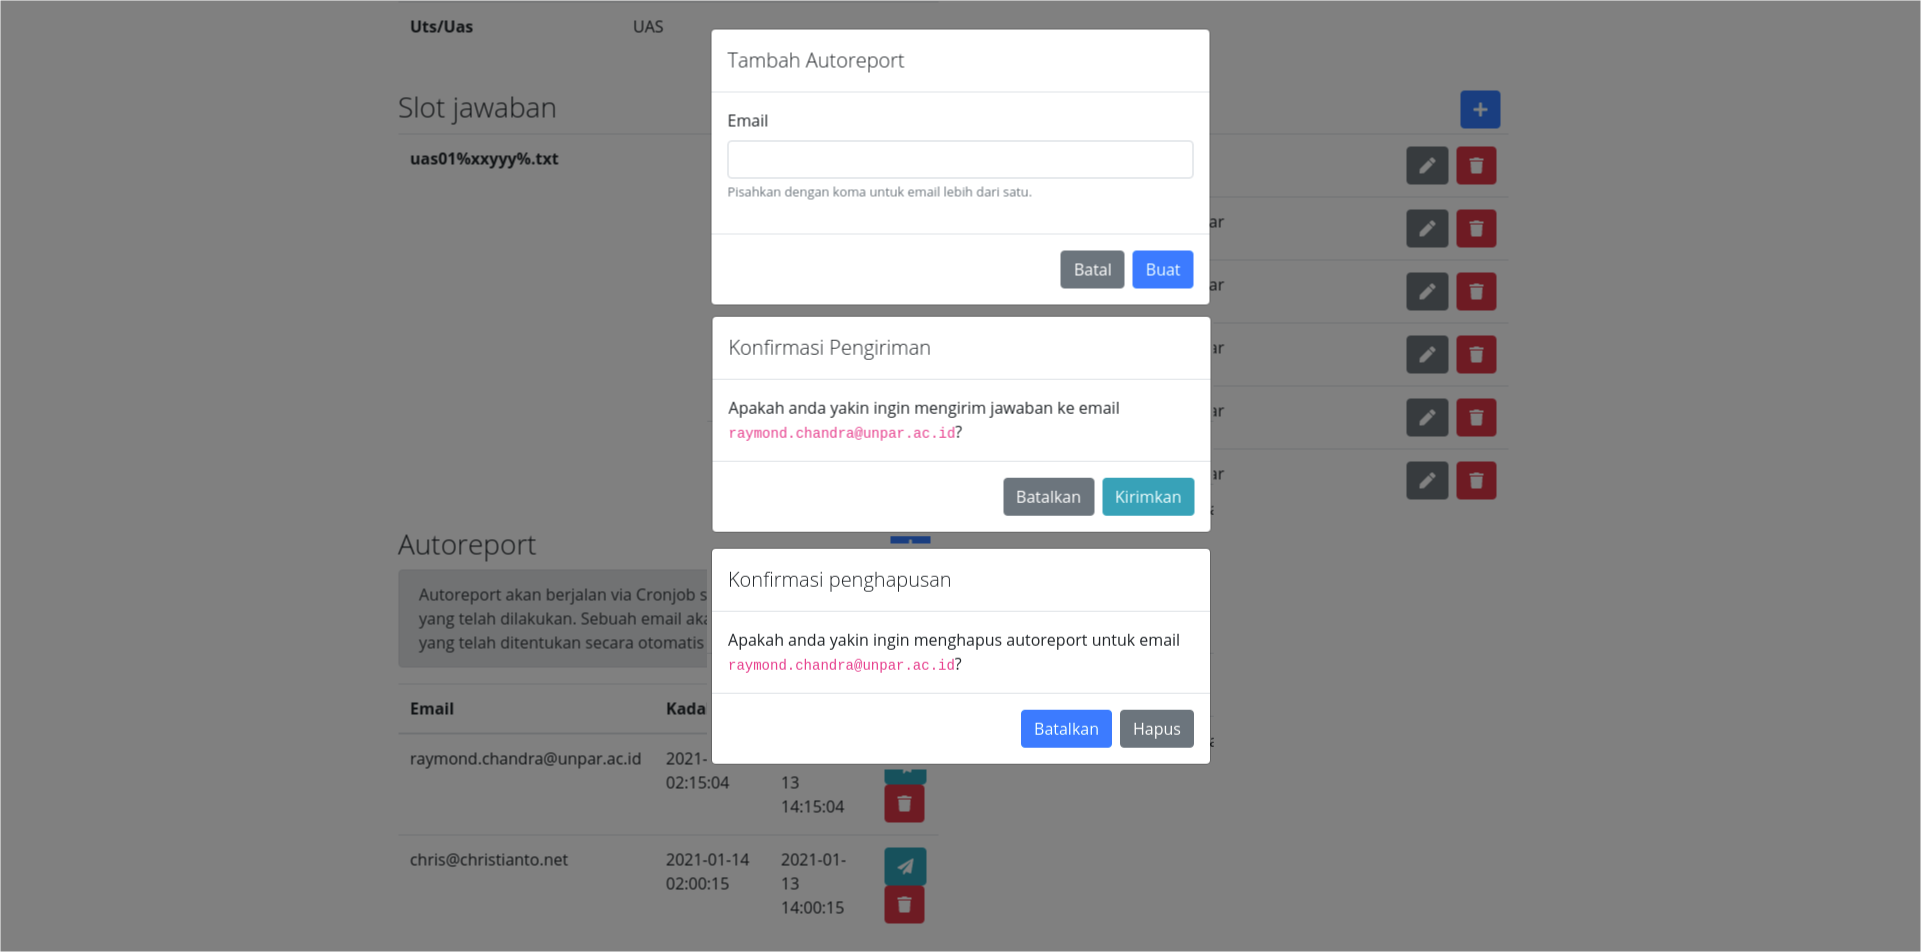 Uts/Uas UAS
Slot jawaban
uas01%xxyyy%.txt
ar
ar
ar
ar
ar
Tambah Autoreport
Email
Pisahkan dengan koma untuk email lebih dari satu.
Batal Buat
Konfirmasi Pengiriman
Apakah anda yakin ingin mengirim jawaban ke email
raymond.chandra@unpar.ac.id?
Batalkan Kirimkan
Konfirmasi penghapusan
Apakah anda yakin ingin menghapus autoreport untuk email
raymond.chandra@unpar.ac.id?
Batalkan Hapus
Autoreport
Autoreport akan berjalan via Cronjob s
yang telah dilakukan. Sebuah email aka
yang telah ditentukan secara otomatis
Email Kada
raymond.chandra@unpar.ac.id 2021-
02:15:04 13
14:15:04
chris@christianto.net 2021-01-14 2021-01-
02:00:15 13
14:00:15